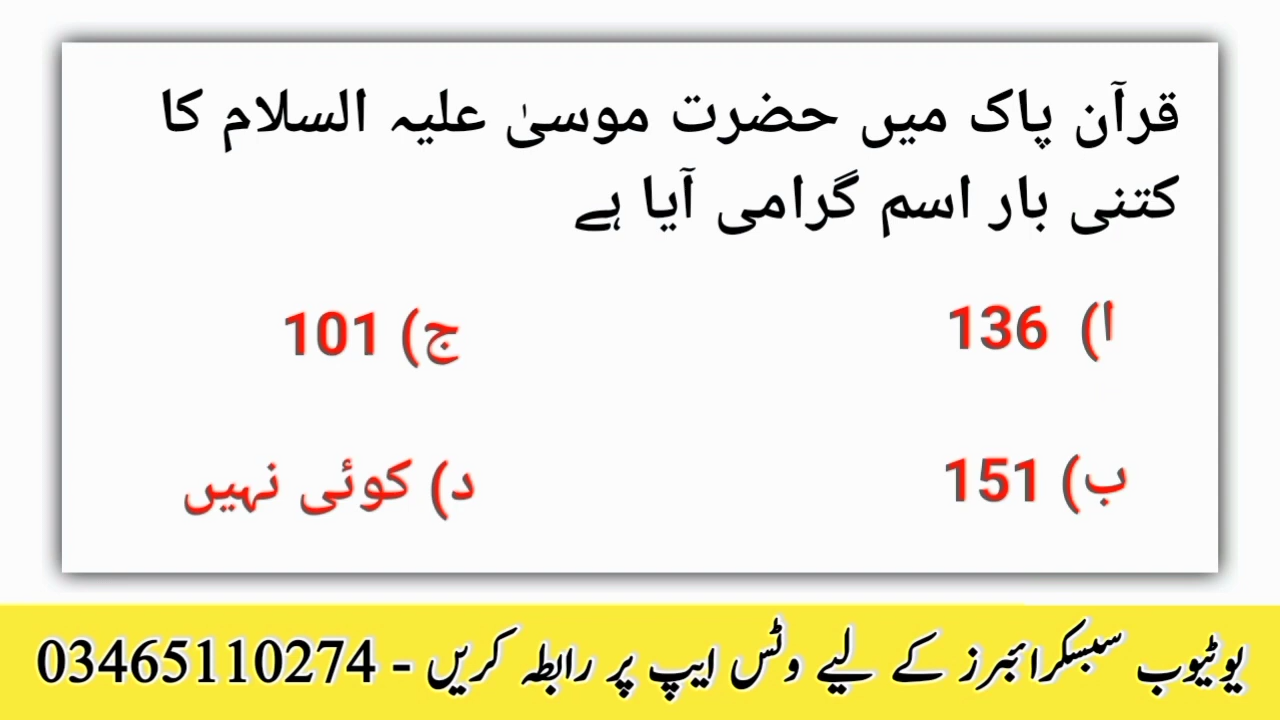 قرآن پاک میں حضرت موسیٰ علیہ السلام کا
کتنی بار اسم گرامی آیا ہے
ا) 136
ج) 101
ب) 151
د) کوئی نہیں
یوٹیوب سبسکرائبرز کے لیے وٹس ایپ پر رابطہ کریں - 03465110274